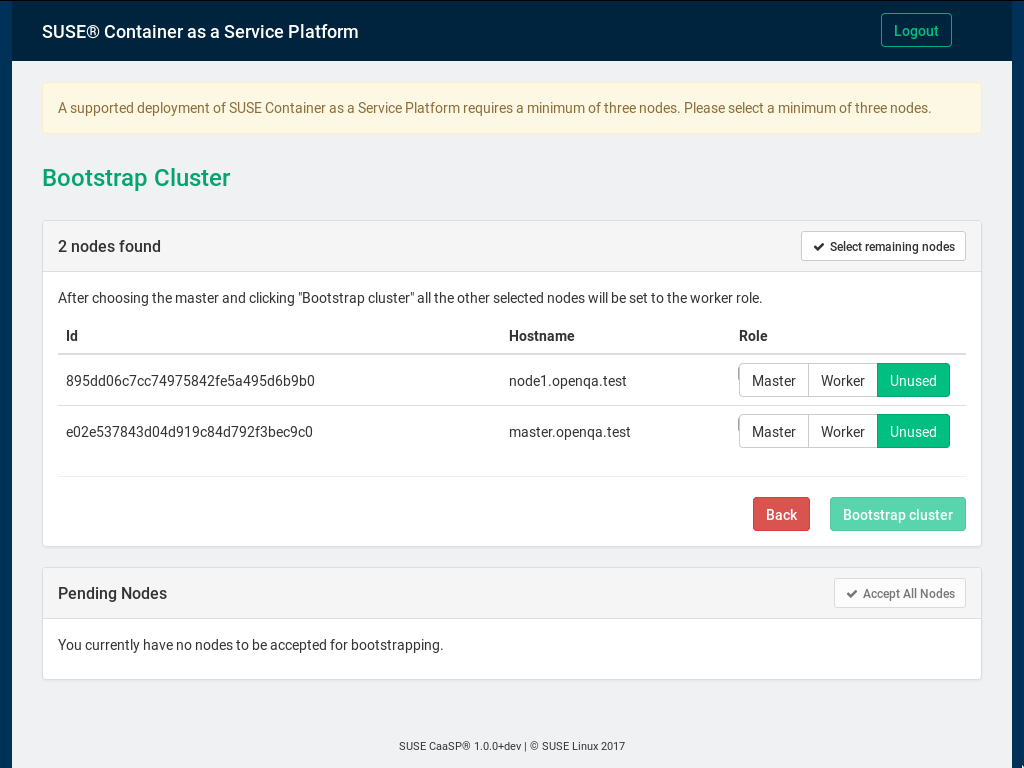 SUSE® Container as a Service Platform
Logout
A supported deployment of SUSE Container as a Service Platform requires a minimum of three nodes. Please select a minimum of three nodes.
Bootstrap Cluster
2 nodes found
Select remaining nodes
After choosing the master and clicking "Bootstrap cluster" all the other selected nodes will be set to the worker role.
Id Hostname Role
895dd06c7cc74975842fe5a495d6b9b0 node1.openqa.test Master Worker Unused
e02e537843d04d919c84d792f3bec9c0 master.openqa.test Master Worker Unused
Back Bootstrap cluster
Pending Nodes
Accept All Nodes
You currently have no nodes to be accepted for bootstrapping.
SUSE CaaSP® 1.0.0+dev | © SUSE Linux 2017